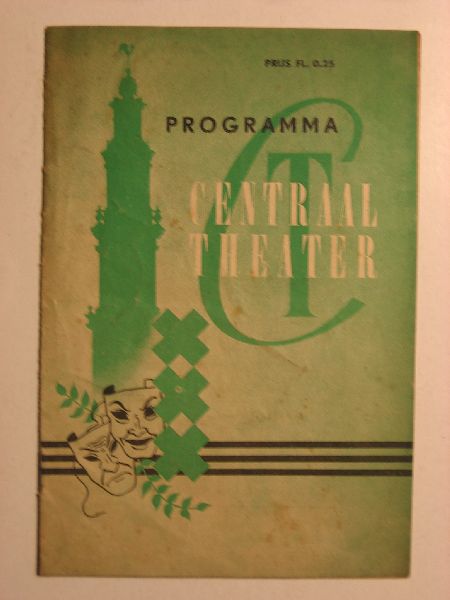 PRIJS FL. 0.25
PROGRAMMA
CT
CENTRAAL
THEATER